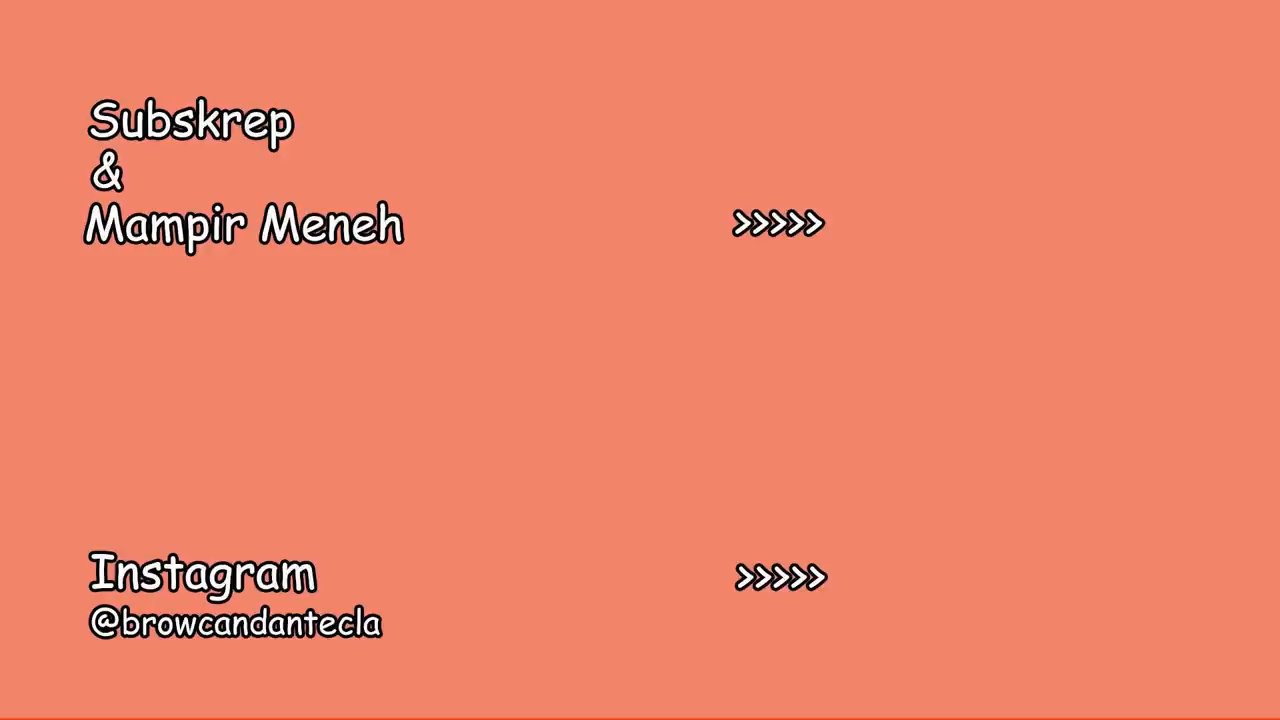 Subskrep
&
Mampir Meneh
>>>>>
Instagram
>>>>>
@browcandantecla